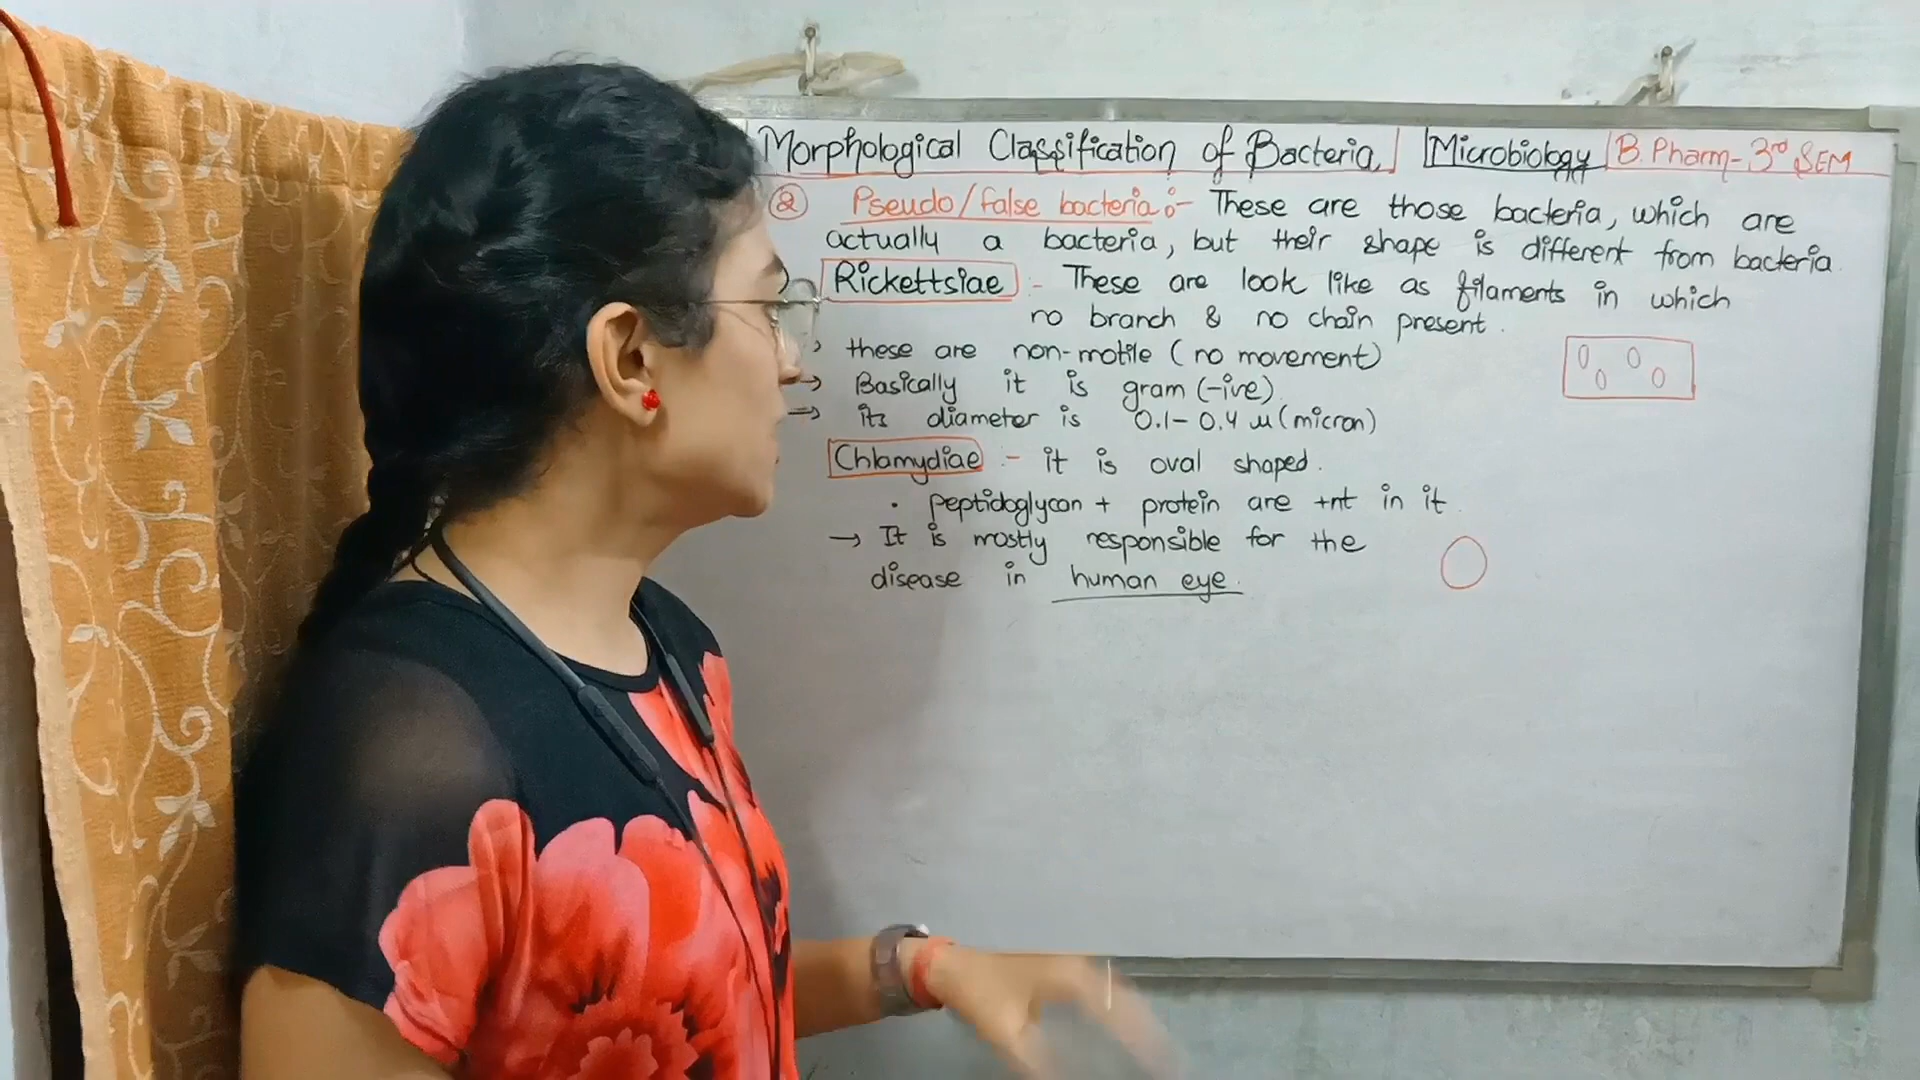 Morphological Classification of Bacteria | Microbiology | B. Pharm - 3rd SEM
② Pseudo/false bacteria :- These are those bacteria, which are
actually a bacteria, but their shape is different from bacteria.
Rickettsiae :- These are look like as filaments in which
no branch & no chain present.
→ these are non-motile (no movement)
→ Basically it is gram (-ive)
⇒ its diameter is 0.1- 0.4 μ (micron)
Chlamydiae :- it is oval shaped.
• peptidoglycan + protein are +nt in it.
→ It is mostly responsible for the
disease in human eye.